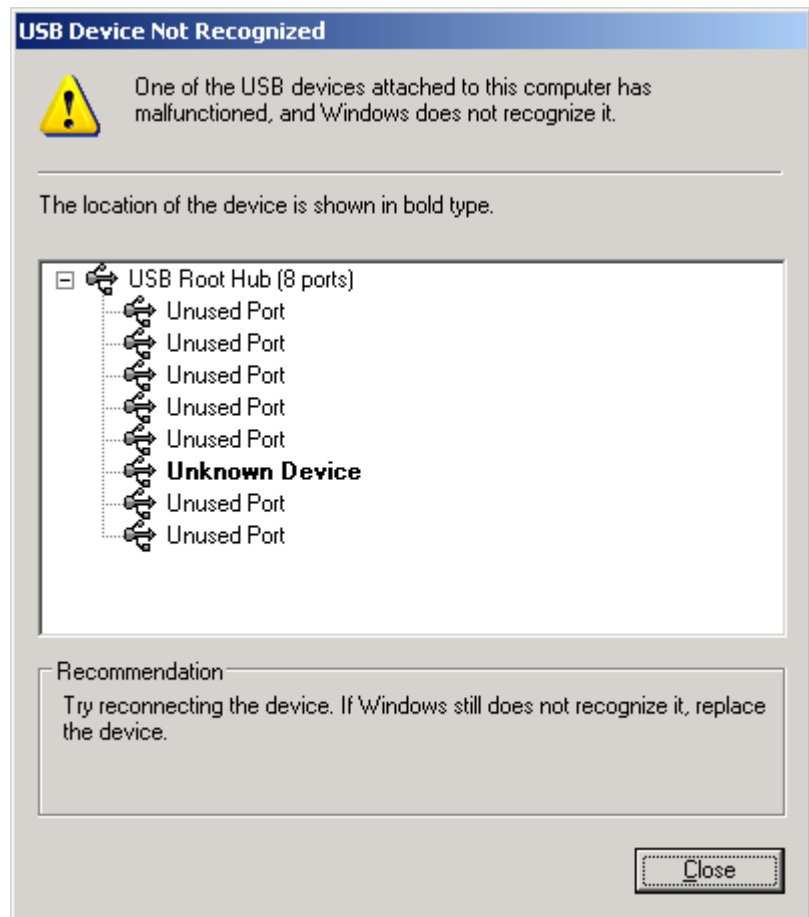 USB Device Not Recognized
One of the USB devices attached to this computer has
malfunctioned, and Windows does not recognize it.
The location of the device is shown in bold type.
USB Root Hub (8 ports)
Unused Port
Unused Port
Unused Port
Unused Port
Unused Port
Unknown Device
Unused Port
Unused Port
Recommendation
Try reconnecting the device. If Windows still does not recognize it, replace
the device.
Close